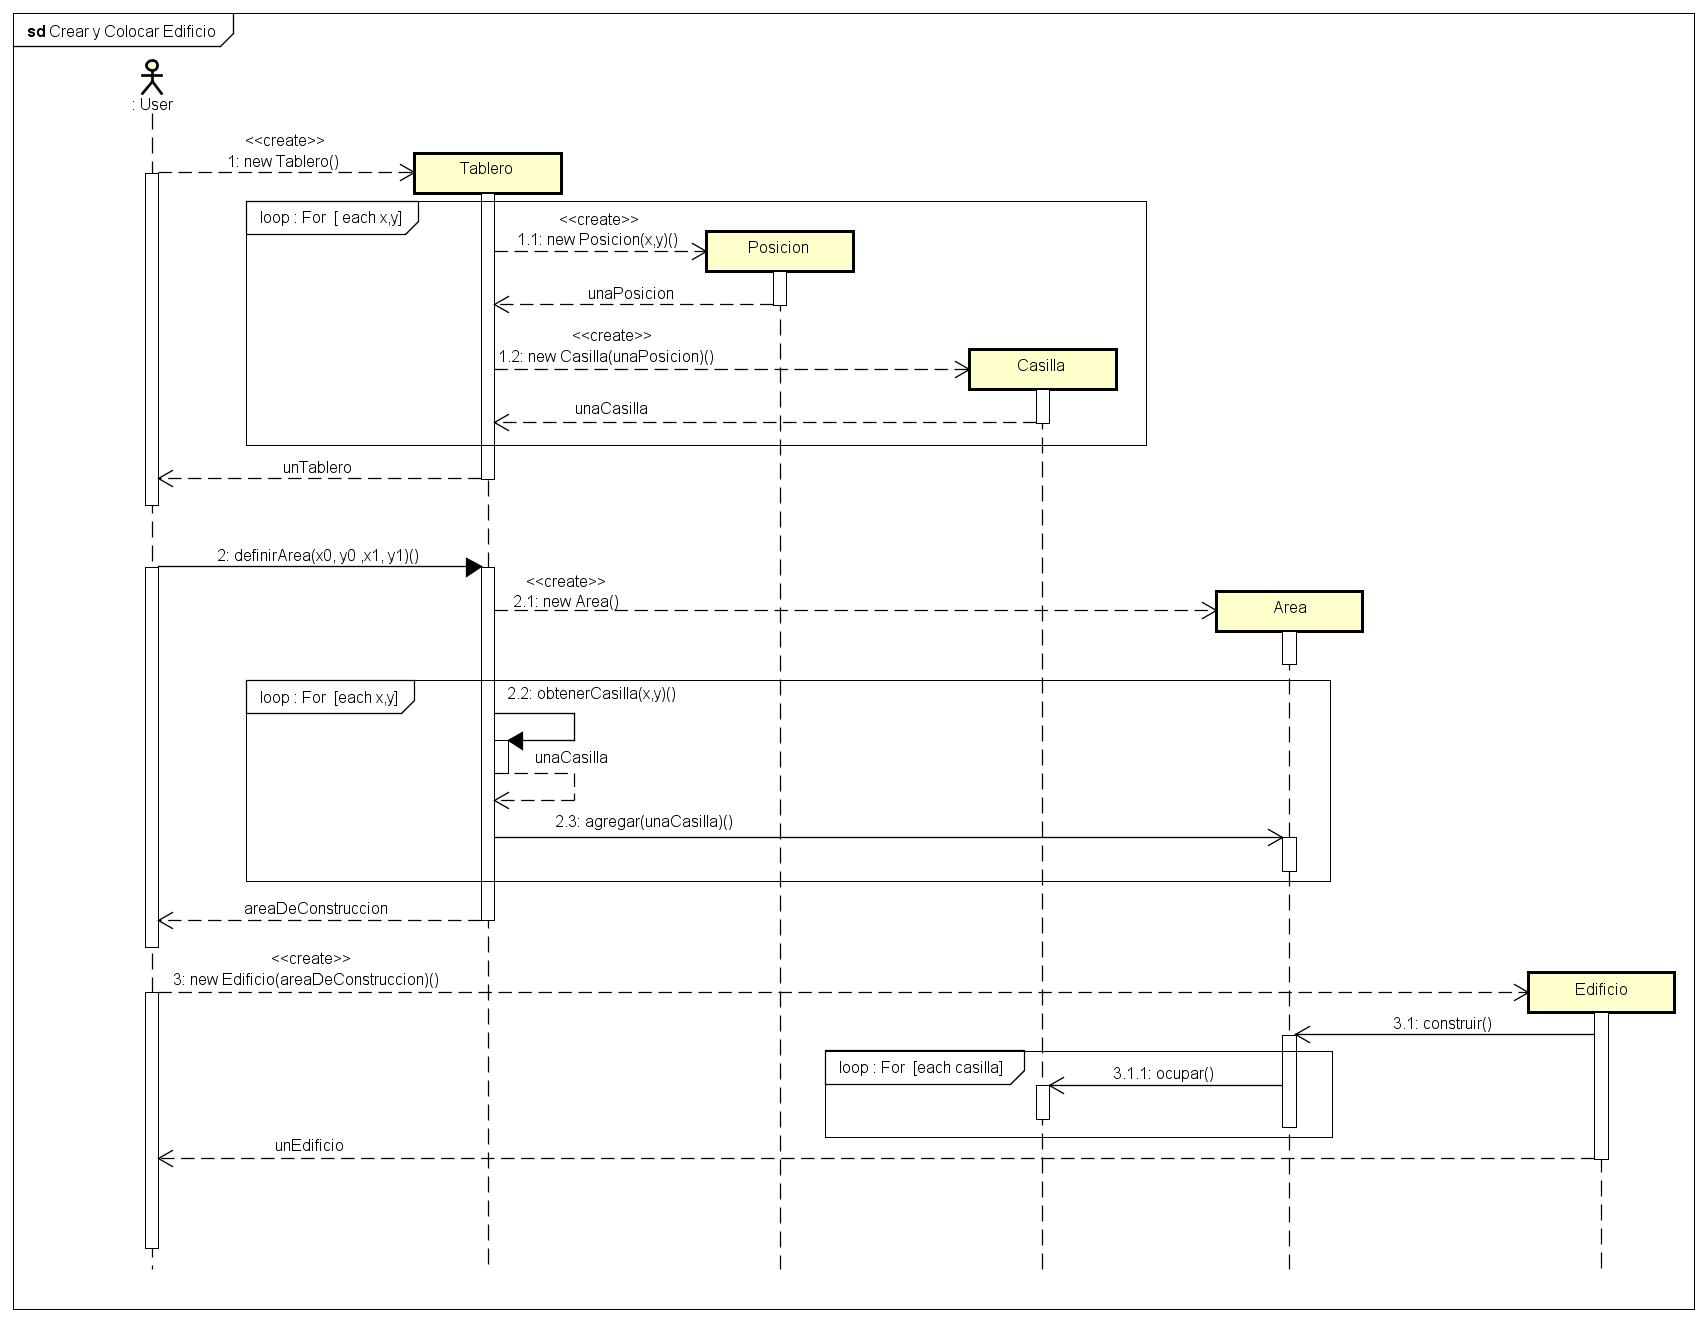 sd Crear y Colocar Edificio
: User
<<create>>
1: new Tablero()
Tablero
loop : For [ each x,y]
<<create>>
1.1: new Posicion(x,y)()
Posicion
unaPosicion
<<create>>
1.2: new Casilla(unaPosicion)()
Casilla
unaCasilla
unTablero
2: definirArea(x0, y0 ,x1, y1)()
<<create>>
2.1: new Area()
Area
loop : For [each x,y]
2.2: obtenerCasilla(x,y)()
unaCasilla
2.3: agregar(unaCasilla)()
areaDeConstruccion
<<create>>
3: new Edificio(areaDeConstruccion)()
Edificio
3.1: construir()
loop : For [each casilla]
3.1.1: ocupar()
unEdificio